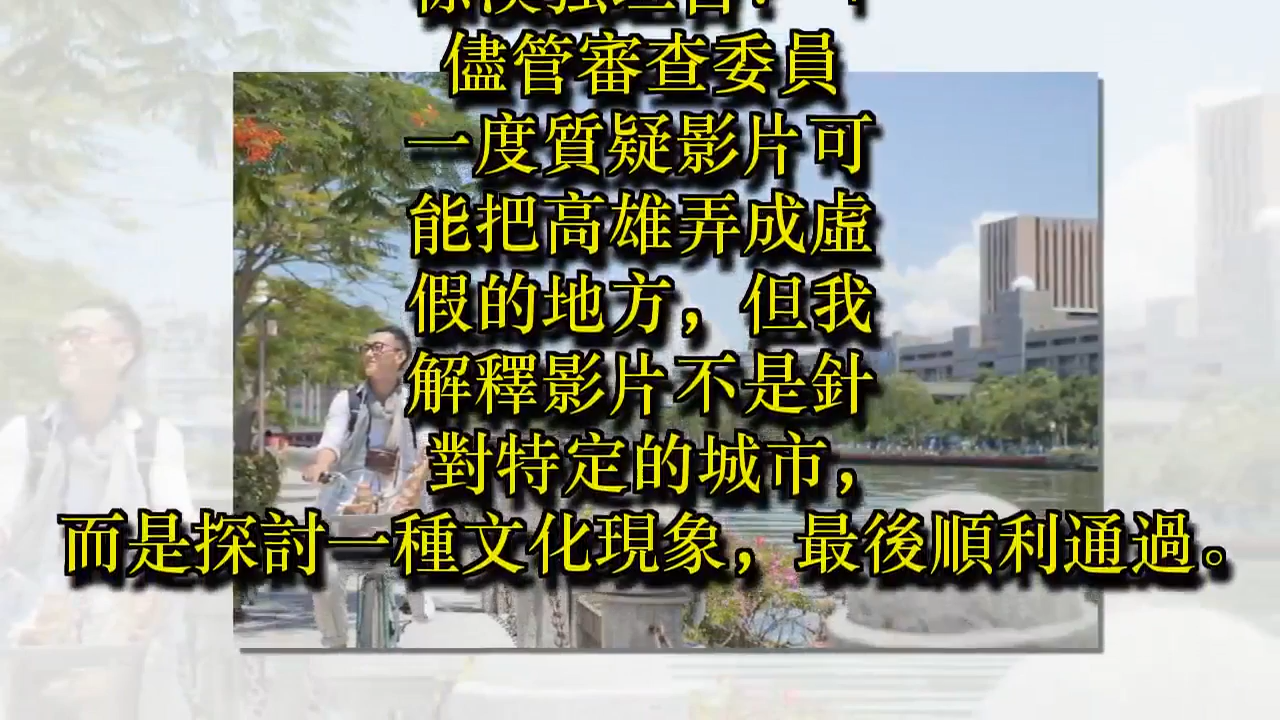 儘管審查委員
一度質疑影片可
能把高雄弄成虛
假的地方，但我
解釋影片不是針
對特定的城市，
而是探討一種文化現象，最後順利通過。